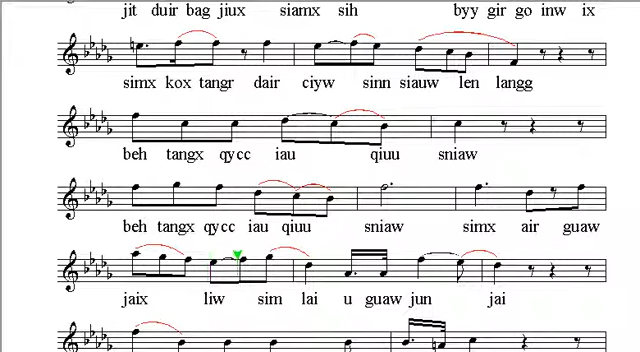 jit duir bag jiux siamx sih byy gir go inw ix
simx kox tangr dair ciyw sinn siauw len langg
beh tangx qycc iau qiuu sniaw
beh tangx qycc iau qiuu sniaw simx air guaw
jaix liw sim lai u guaw jun jai